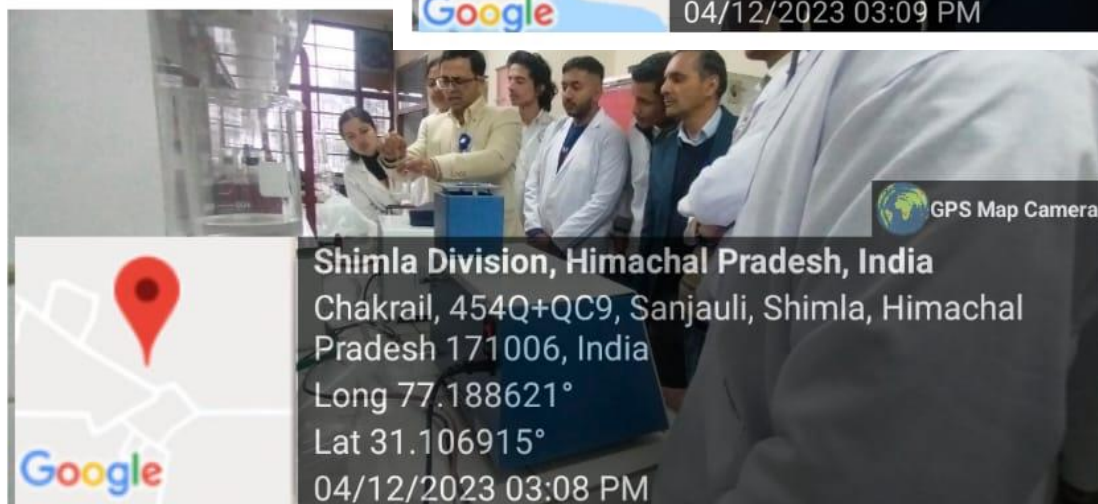 Google
04/12/2023 03:09 PM
GPS Map Camera
Shimla Division, Himachal Pradesh, India
Chakrail, 454Q+QC9, Sanjauli, Shimla, Himachal
Pradesh 171006, India
Long 77.188621°
Lat 31.106915°
04/12/2023 03:08 PM
Google